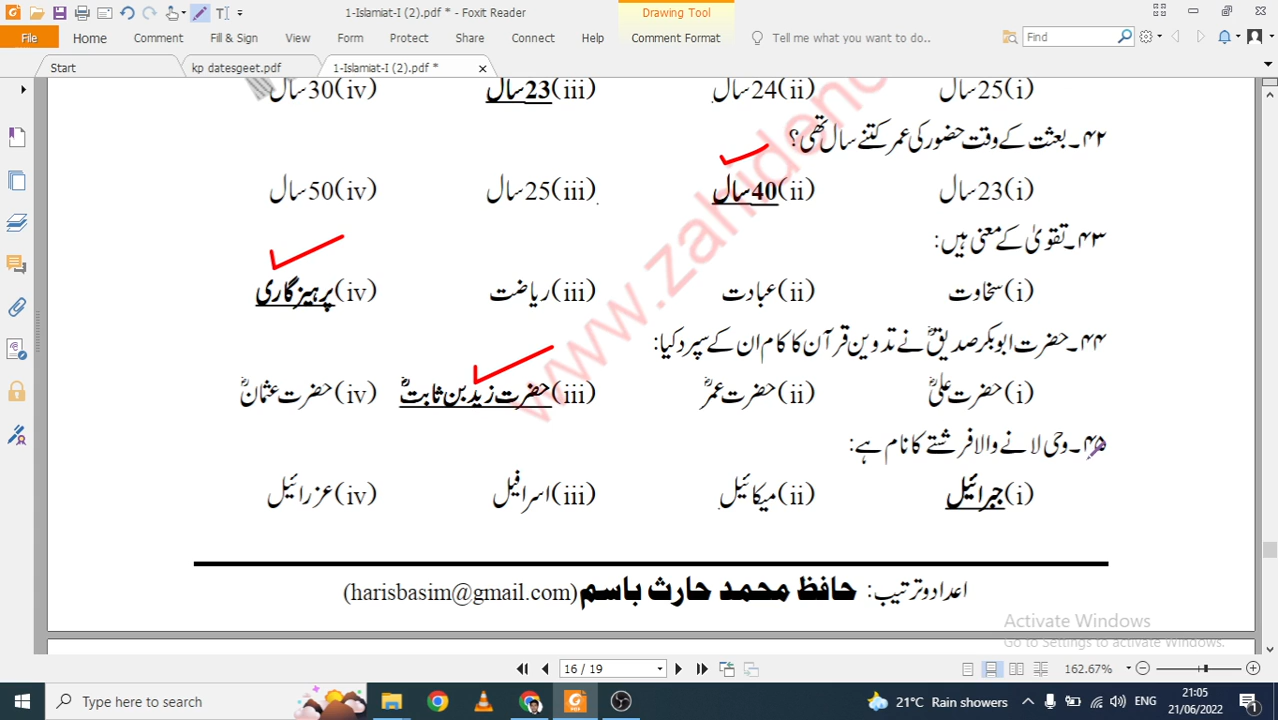 1-Islamiat-I (2).pdf * - Foxit Reader
Drawing Tool
File Home Comment Fill & Sign View Form Protect Share Connect Help Comment Format Tell me what you want to do.. Find
Start kp datesgeet.pdf 1-Islamiat-I (2).pdf *
(i)25سال (ii)24سال (iii)23سال (iv)30سال
۴۲۔بعثت کے وقت حضور کی عمر کتنے سال تھی؟
(i)23سال (ii)40سال (iii)25سال (iv)50سال
۴۳۔تقویٰ کے معنی ہیں:
(i)سخاوت (ii)عبادت (iii)ریاضت (iv)پرہیزگاری
۴۴۔حضرت ابوبکر صدیقؓ نے تدوین قرآن کا کام ان کے سپرد کیا:
(i)حضرت علیؓ (ii)حضرت عمرؓ (iii)حضرت زید بن ثابتؓ (iv)حضرت عثمانؓ
۴۵۔وحی لانے والا فرشتے کا نام ہے:
(i)جبرائیل (ii)میکائیل (iii)اسرافیل (iv)عزرائیل
اعداد و ترتیب: حافظ محمد حارث باسم(harisbasim@gmail.com)
www.zahiden
Activate Windows
Go to Settings to activate Windows.
16 / 19 162.67%
Type here to search 21°C Rain showers ENG 21:05
21/06/2022